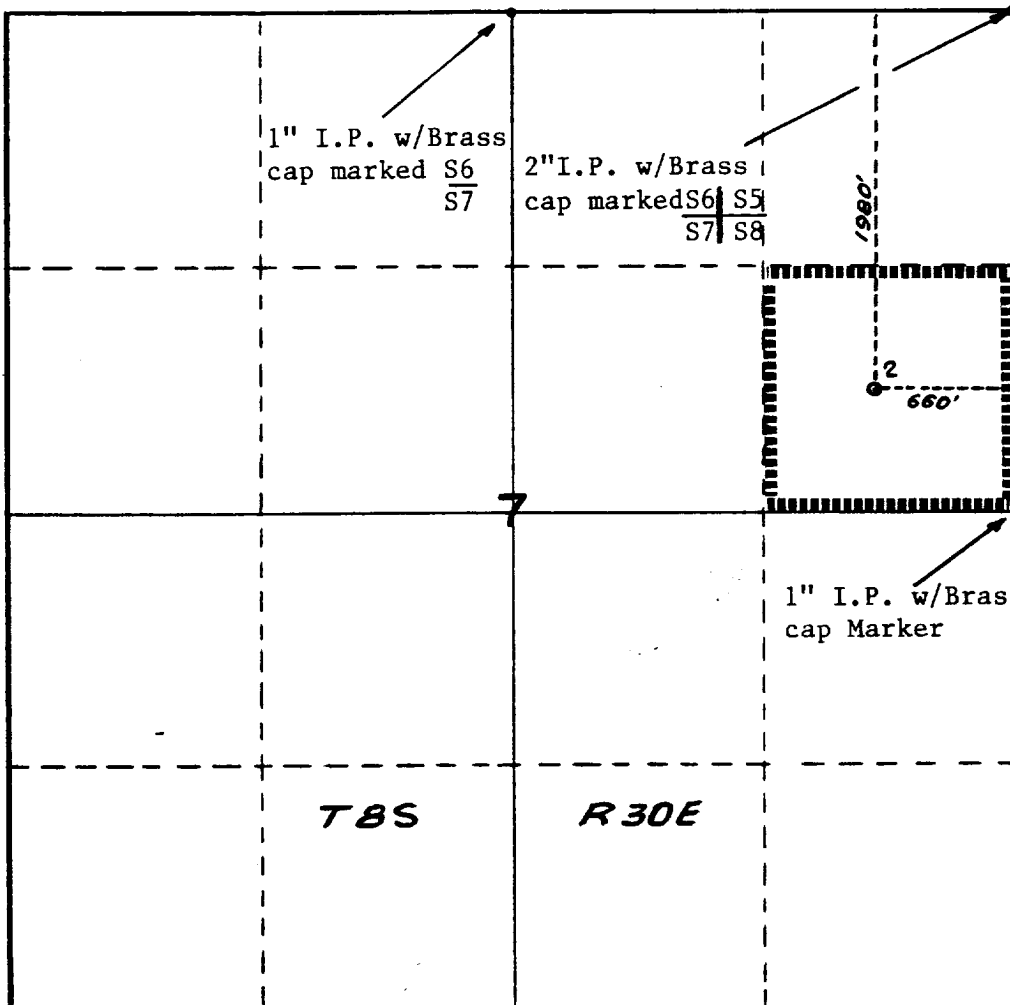 1" I.P. w/Brass
cap marked S6
S7
2"I.P. w/Brass
cap marked S6 S5
S7 S8
1980'
2
660'
7
1" I.P. w/Bras
cap Marker
T8S R30E